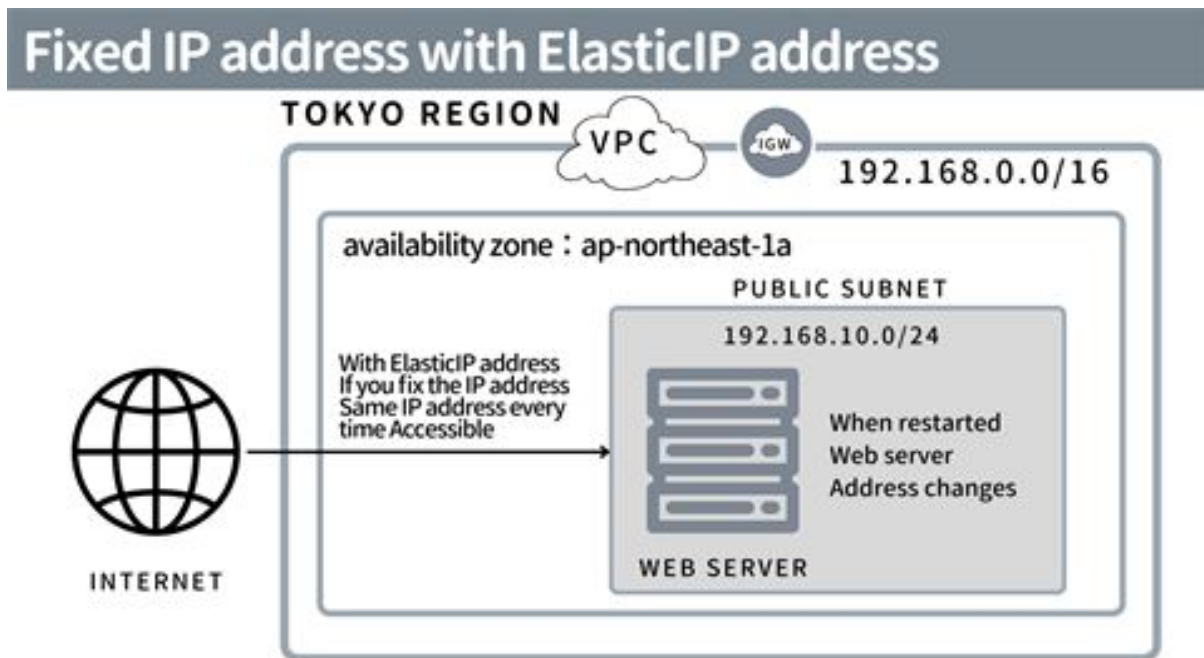 Fixed IP address with ElasticIP address
TOKYO REGION
VPC
IGW
192.168.0.0/16
availability zone：ap-northeast-1a
PUBLIC SUBNET
192.168.10.0/24
With ElasticIP address
If you fix the IP address
Same IP address every
time Accessible
When restarted
Web server
Address changes
WEB SERVER
INTERNET